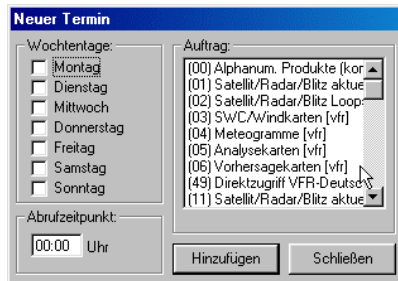 Neuer Termin
Wochentage:
Montag
Dienstag
Mittwoch
Donnerstag
Freitag
Samstag
Sonntag
Abrufzeitpunkt:
00:00 Uhr
Auftrag:
(00) Alphanum. Produkte (kor
(01) Satellit/Radar/Blitz aktue
(02) Satellit/Radar/Blitz Loop
(03) SWC/Windkarten [vfr]
(04) Meteogramme [vfr]
(05) Analysekarten [vfr]
(06) Vorhersagekarten [vfr]
(49) Direktzugriff VFR-Deutsc
(11) Satellit/Radar/Blitz aktue
Hinzufügen
Schließen